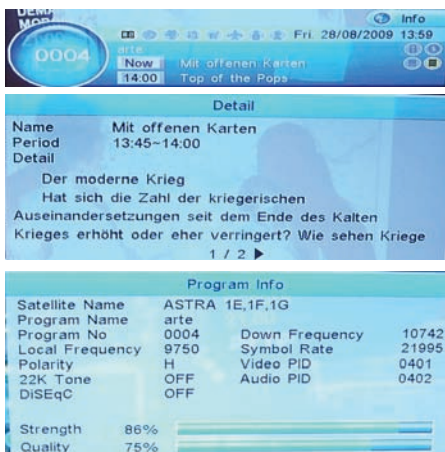 DEMO
Info
Fri 28/08/2009 13:59
0004
arte
Now Mit offenen Karten
14:00 Top of the Pops
Detail
Name Mit offenen Karten
Period 13:45~14:00
Detail
Der moderne Krieg
Hat sich die Zahl der kriegerischen
Auseinandersetzungen seit dem Ende des Kalten
Krieges erhöht oder eher verringert? Wie sehen Kriege
1 / 2
Program Info
Satellite Name ASTRA 1E,1F,1G
Program Name arte
Program No 0004 Down Frequency 10742
Local Frequency 9750 Symbol Rate 21995
Polarity H Video PID 0401
22K Tone OFF Audio PID 0402
DiSEqC OFF
Strength 86%
Quality 75%